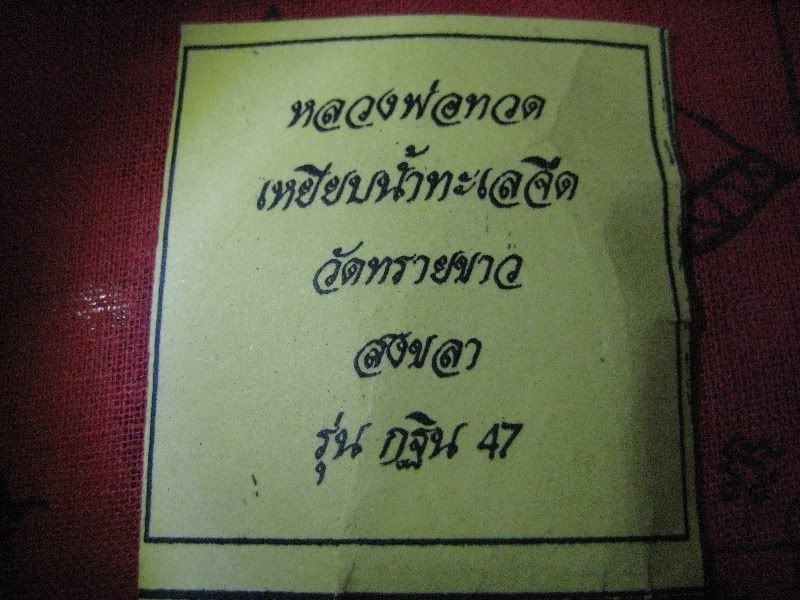 หลวงพ่อทวด
เหยียบน้ำทะเลจืด
วัดทรายขาว
สงขลา
รุ่น กฐิน 47